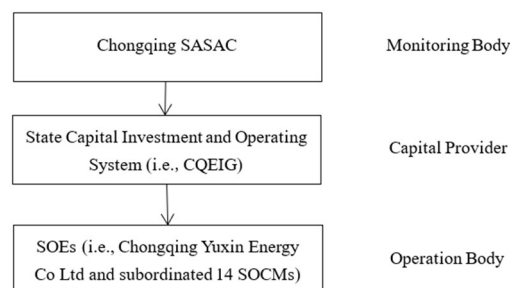 Chongqing SASAC
Monitoring Body
State Capital Investment and Operating
System (i.e., CQEIG)
Capital Provider
SOEs (i.e., Chongqing Yuxin Energy
Co Ltd and subordinated 14 SOCMs)
Operation Body